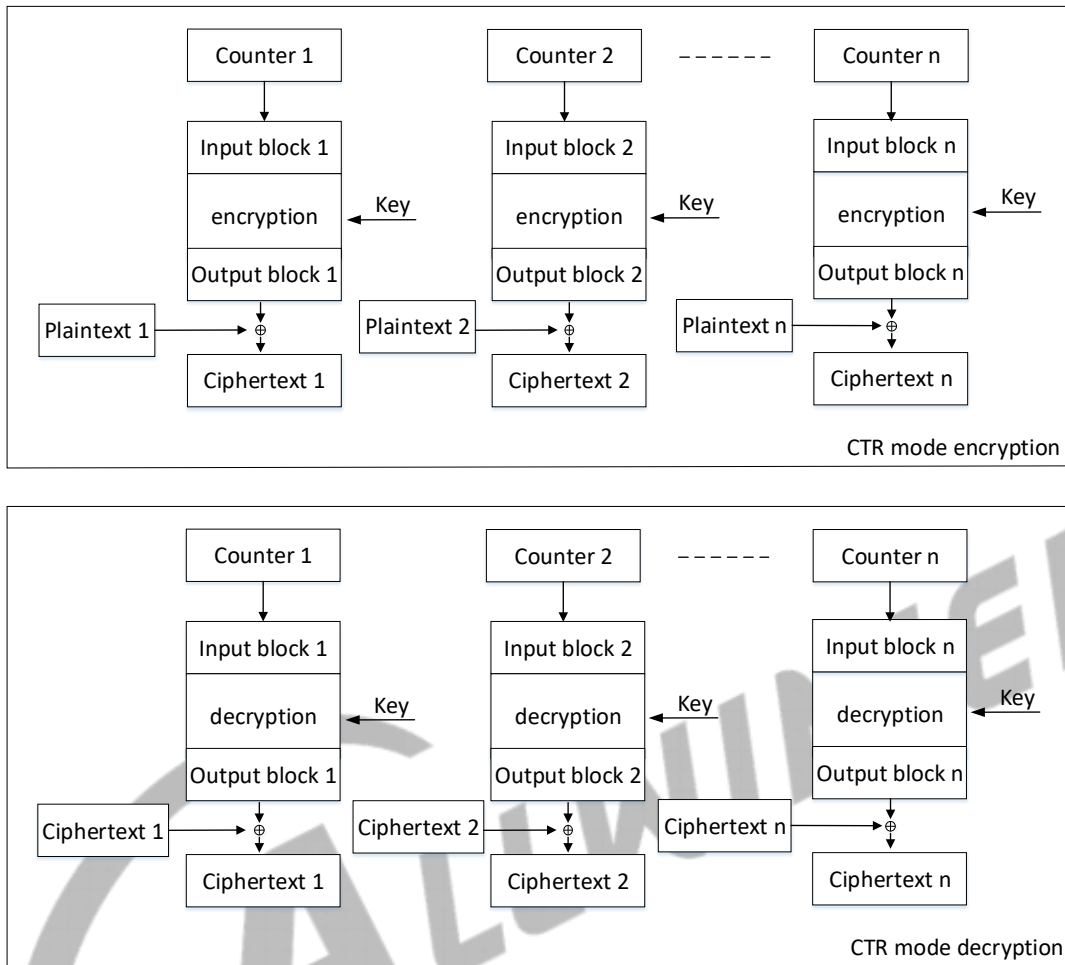 Counter 1
Counter 2
Counter n
Input block 1
Input block 2
Input block n
encryption
Key
encryption
Key
encryption
Key
Output block 1
Output block 2
Output block n
Plaintext 1
Plaintext 2
Plaintext n
⊕
⊕
⊕
Ciphertext 1
Ciphertext 2
Ciphertext n
CTR mode encryption
Counter 1
Counter 2
Counter n
Input block 1
Input block 2
Input block n
decryption
Key
decryption
Key
decryption
Key
Output block 1
Output block 2
Output block n
Ciphertext 1
Ciphertext 2
Ciphertext n
⊕
⊕
⊕
Ciphertext 1
Ciphertext 2
Ciphertext n
CTR mode decryption